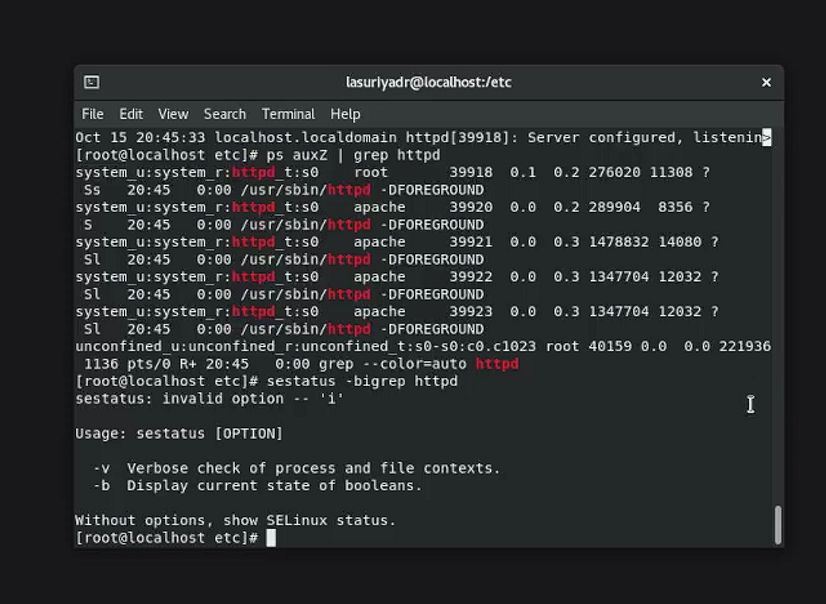 lasuriyadr@localhost:/etc
File Edit View Search Terminal Help
Oct 15 20:45:33 localhost.localdomain httpd[39918]: Server configured, listenin>
[root@localhost etc]# ps auxZ | grep httpd
system_u:system_r:httpd_t:s0    root       39918  0.1  0.2 276020 11308 ?
 Ss   20:45   0:00 /usr/sbin/httpd -DFOREGROUND
system_u:system_r:httpd_t:s0    apache     39920  0.0  0.2 289904  8356 ?
 S    20:45   0:00 /usr/sbin/httpd -DFOREGROUND
system_u:system_r:httpd_t:s0    apache     39921  0.0  0.3 1478832 14080 ?
 Sl   20:45   0:00 /usr/sbin/httpd -DFOREGROUND
system_u:system_r:httpd_t:s0    apache     39922  0.0  0.3 1347704 12032 ?
 Sl   20:45   0:00 /usr/sbin/httpd -DFOREGROUND
system_u:system_r:httpd_t:s0    apache     39923  0.0  0.3 1347704 12032 ?
 Sl   20:45   0:00 /usr/sbin/httpd -DFOREGROUND
unconfined_u:unconfined_r:unconfined_t:s0-s0:c0.c1023 root 40159 0.0  0.0 221936
 1136 pts/0 R+ 20:45   0:00 grep --color=auto httpd
[root@localhost etc]# sestatus -bigrep httpd
sestatus: invalid option -- 'i'

Usage: sestatus [OPTION]

  -v  Verbose check of process and file contexts.
  -b  Display current state of booleans.

Without options, show SELinux status.
[root@localhost etc]#